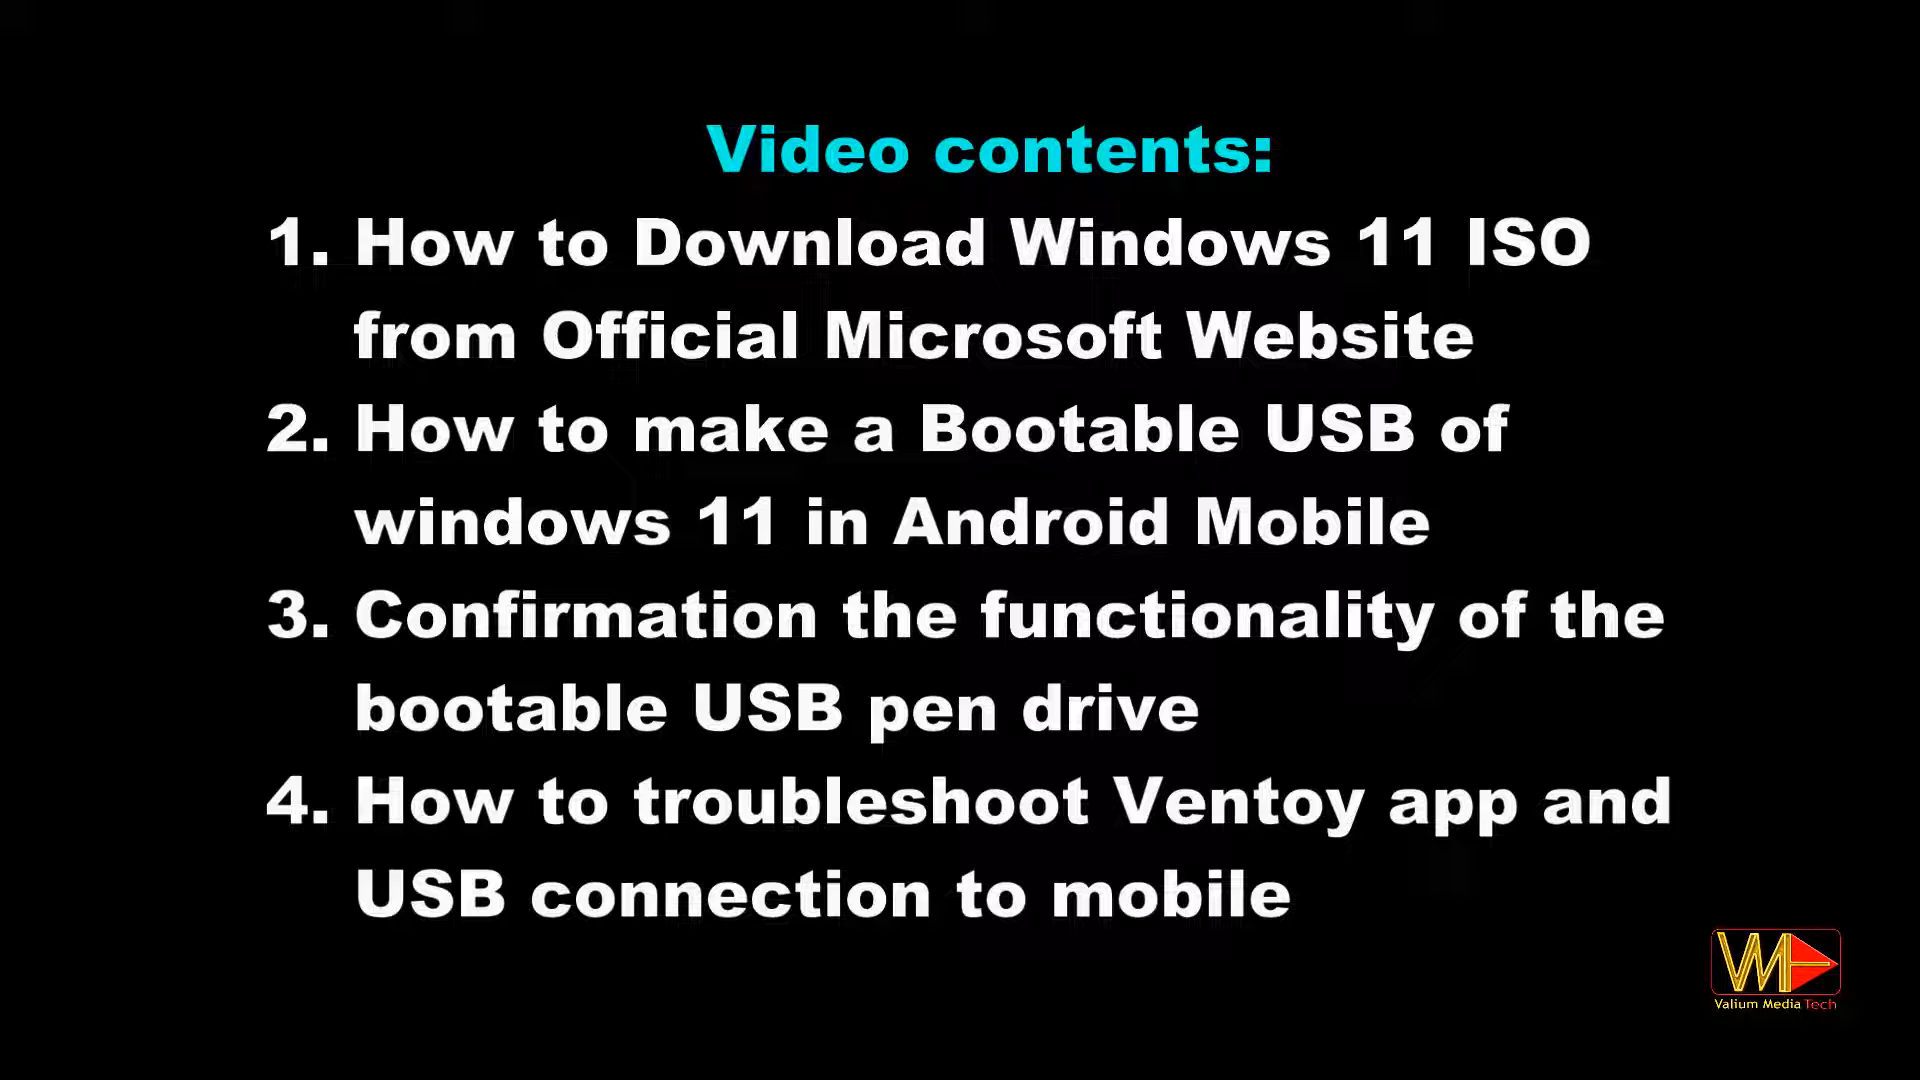 Video contents:
1. How to Download Windows 11 ISO
from Official Microsoft Website
2. How to make a Bootable USB of
windows 11 in Android Mobile
3. Confirmation the functionality of the
bootable USB pen drive
4. How to troubleshoot Ventoy app and
USB connection to mobile
Valium Media Tech